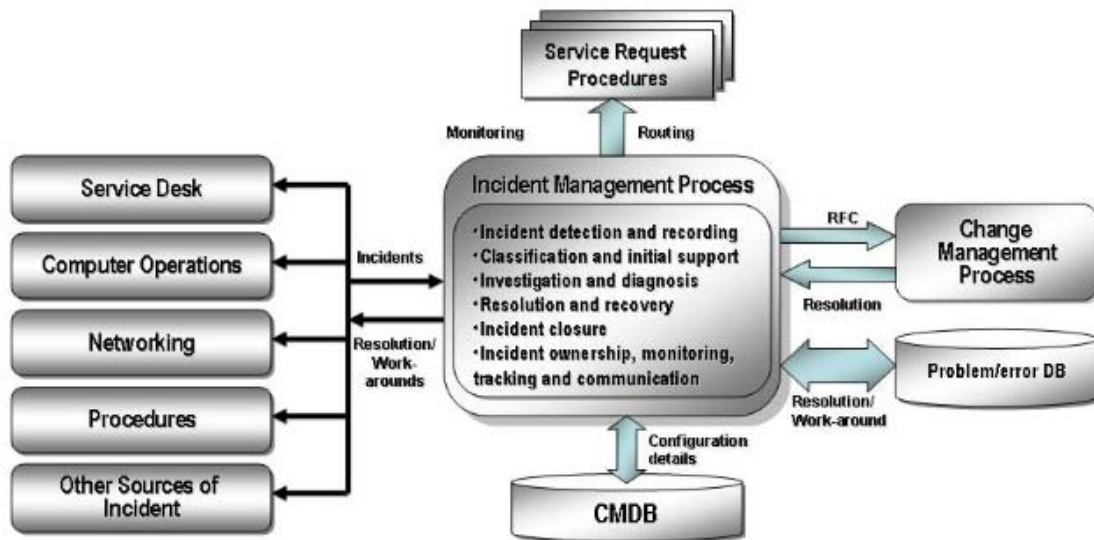 Service Request
Procedures
Monitoring
Routing
Service Desk
Computer Operations
Networking
Procedures
Other Sources of
Incident
Incidents
Resolution/
Work-
arounds
Incident Management Process
•Incident detection and recording
•Classification and initial support
•Investigation and diagnosis
•Resolution and recovery
•Incident closure
•Incident ownership, monitoring,
tracking and communication
RFC
Change
Management
Process
Resolution
Problem/error DB
Resolution/
Work-around
Configuration
details
CMDB